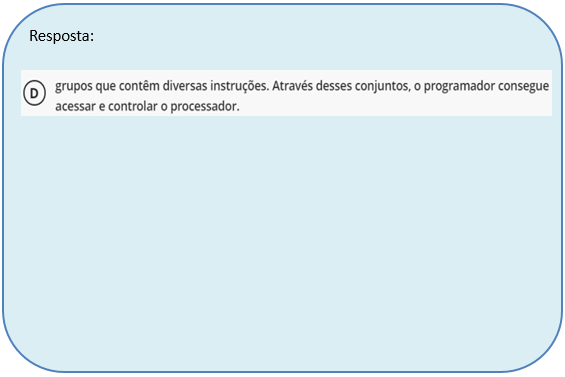 Resposta:
D grupos que contêm diversas instruções. Através desses conjuntos, o programador consegue
acessar e controlar o processador.